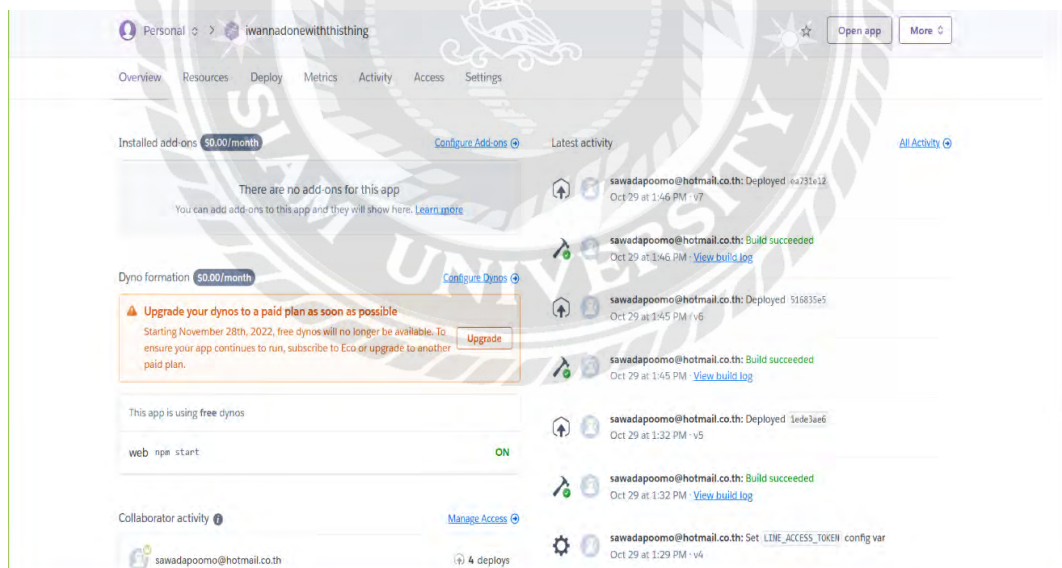 Personal > iwannadonewiththisthing
Open app
More
Overview Resources Deploy Metrics Activity Access Settings
Installed add-ons $0.00/month
Configure Add-ons
There are no add-ons for this app
You can add add-ons to this app and they will show here. Learn more
Dyno formation $0.00/month
Configure Dynos
Upgrade your dynos to a paid plan as soon as possible
Starting November 28th, 2022, free dynos will no longer be available. To
ensure your app continues to run, subscribe to Eco or upgrade to another
paid plan.
Upgrade
This app is using free dynos
web npm start
ON
Collaborator activity
Manage Access
sawadapoomo@hotmail.co.th
4 deploys
Latest activity
All Activity
sawadapoomo@hotmail.co.th: Deployed ea731e12
Oct 29 at 1:46 PM · v7
sawadapoomo@hotmail.co.th: Build succeeded
Oct 29 at 1:46 PM · View build log
sawadapoomo@hotmail.co.th: Deployed 516835e5
Oct 29 at 1:45 PM · v6
sawadapoomo@hotmail.co.th: Build succeeded
Oct 29 at 1:45 PM · View build log
sawadapoomo@hotmail.co.th: Deployed 1ede3ae6
Oct 29 at 1:32 PM · v5
sawadapoomo@hotmail.co.th: Build succeeded
Oct 29 at 1:32 PM · View build log
sawadapoomo@hotmail.co.th: Set LINE_ACCESS_TOKEN config var
Oct 29 at 1:29 PM · v4
SIAM UNIVERSITY